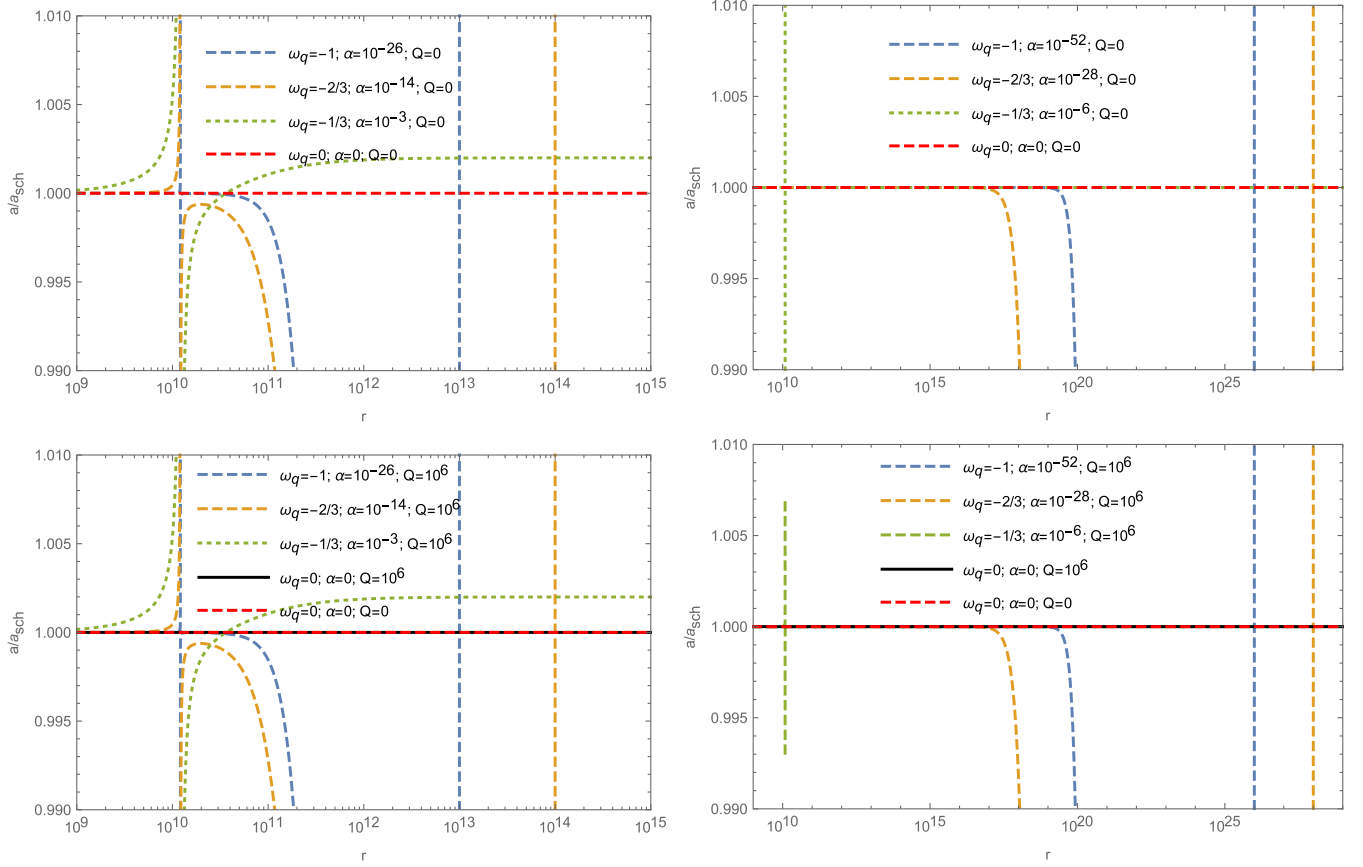 1.010
1.005
1.000
0.995
0.990
a/a_sch
ω_q=−1; α=10^−26; Q=0
ω_q=−2/3; α=10^−14; Q=0
ω_q=−1/3; α=10^−3; Q=0
ω_q=0; α=0; Q=0
10^9 10^10 10^11 10^12 10^13 10^14 10^15
r
1.010
1.005
1.000
0.995
0.990
a/a_sch
ω_q=−1; α=10^−52; Q=0
ω_q=−2/3; α=10^−28; Q=0
ω_q=−1/3; α=10^−6; Q=0
ω_q=0; α=0; Q=0
10^10 10^15 10^20 10^25
r
1.010
1.005
1.000
0.995
0.990
a/a_sch
ω_q=−1; α=10^−26; Q=10^6
ω_q=−2/3; α=10^−14; Q=10^6
ω_q=−1/3; α=10^−3; Q=10^6
ω_q=0; α=0; Q=10^6
ω_q=0; α=0; Q=0
10^9 10^10 10^11 10^12 10^13 10^14 10^15
r
1.010
1.005
1.000
0.995
0.990
a/a_sch
ω_q=−1; α=10^−52; Q=10^6
ω_q=−2/3; α=10^−28; Q=10^6
ω_q=−1/3; α=10^−6; Q=10^6
ω_q=0; α=0; Q=10^6
ω_q=0; α=0; Q=0
10^10 10^15 10^20 10^25
r